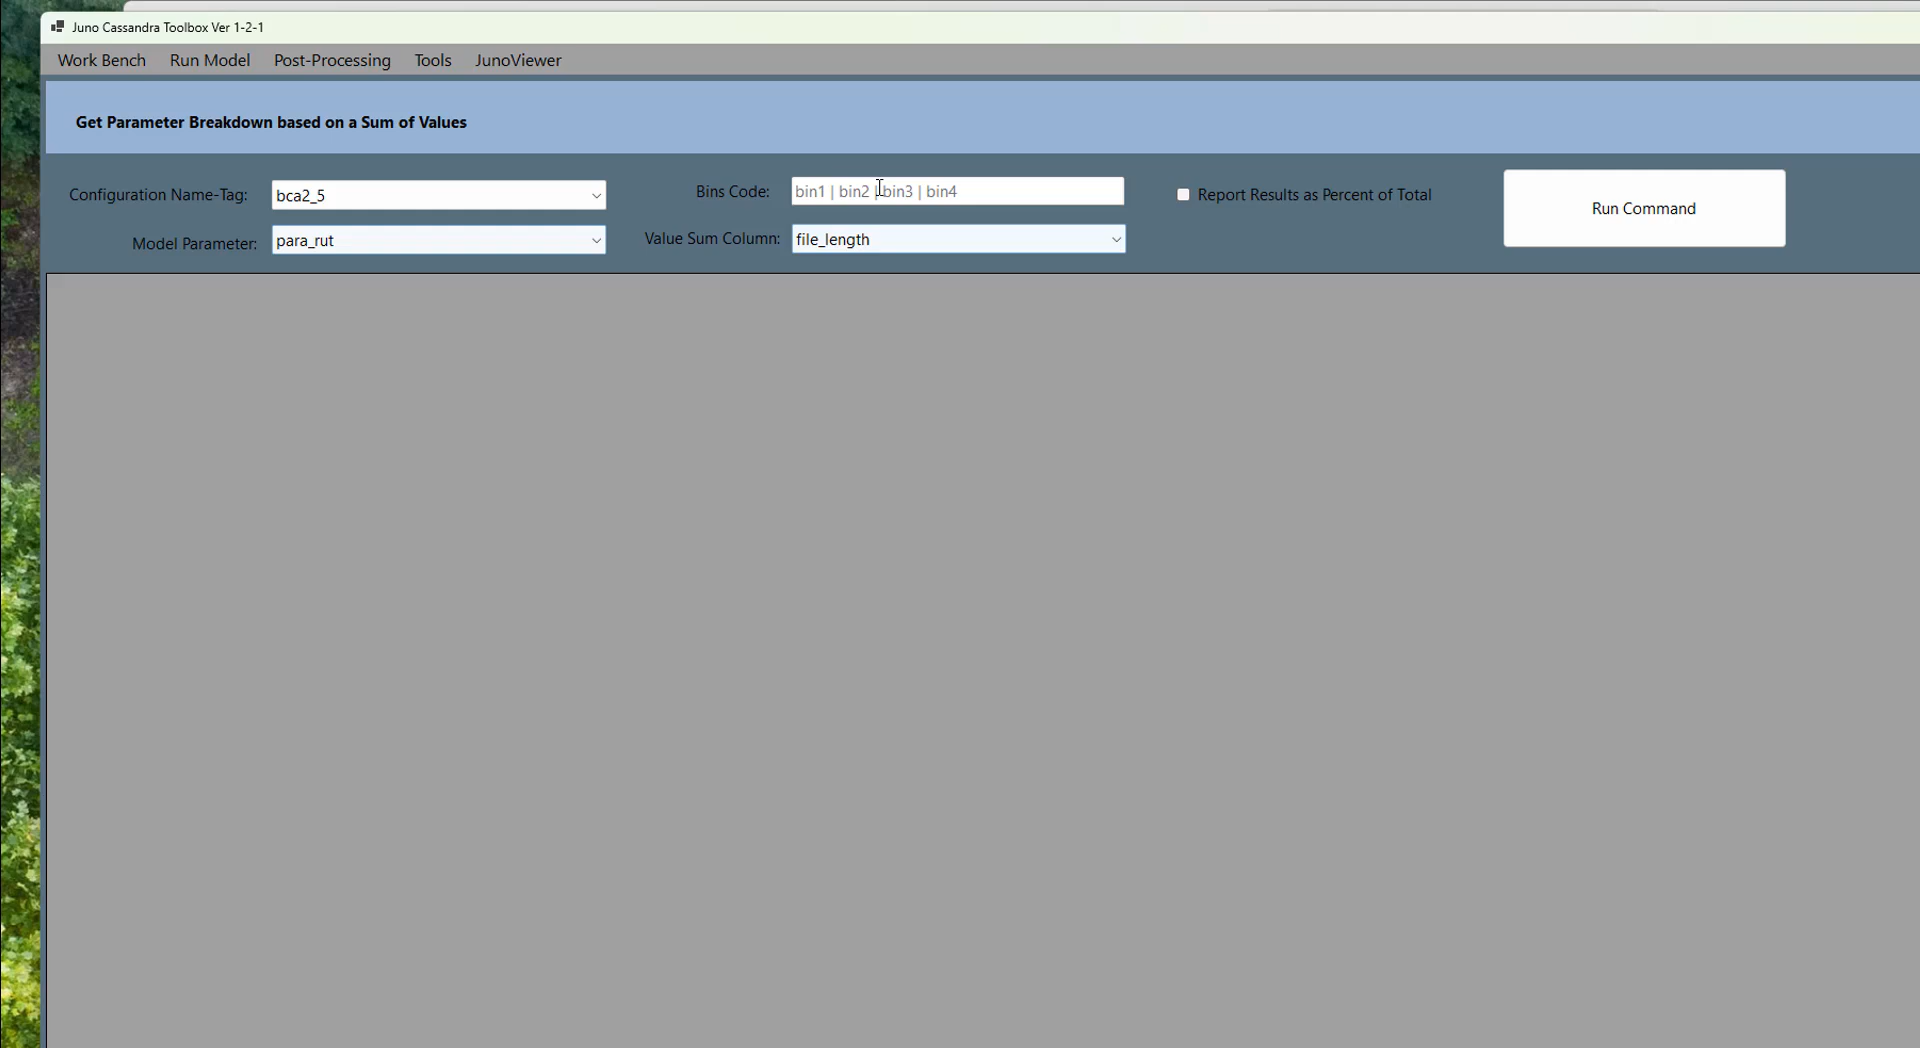 Juno Cassandra Toolbox Ver 1-2-1
Work Bench Run Model Post-Processing Tools JunoViewer
Get Parameter Breakdown based on a Sum of Values
Configuration Name-Tag: bca2_5 Bins Code: bin1 | bin2 | bin3 | bin4 Report Results as Percent of Total Run Command
Model Parameter: para_rut Value Sum Column: file_length